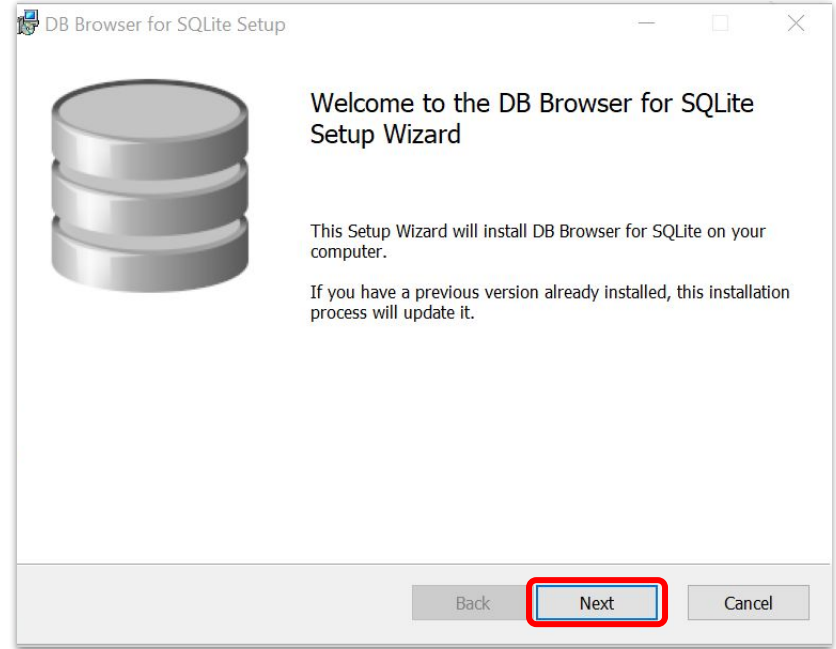 DB Browser for SQLite Setup
Welcome to the DB Browser for SQLite
Setup Wizard
This Setup Wizard will install DB Browser for SQLite on your
computer.
If you have a previous version already installed, this installation
process will update it.
Back
Next
Cancel